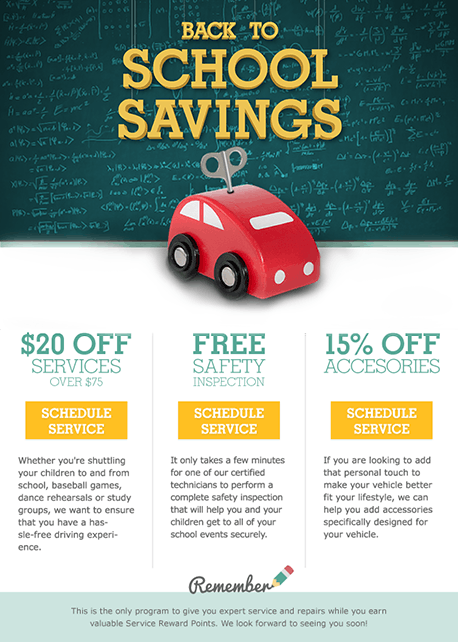 BACK TO
SCHOOL
SAVINGS
$20 OFF
SERVICES
OVER $75
SCHEDULE
SERVICE
Whether you're shuttling
your children to and from
school, baseball games,
dance rehearsals or study
groups, we want to ensure
that you have a has-
sle-free driving experi-
ence.
FREE
SAFETY
INSPECTION
SCHEDULE
SERVICE
It only takes a few minutes
for one of our certified
technicians to perform a
complete safety inspection
that will help you and your
children get to all of your
school events securely.
15% OFF
ACCESORIES
SCHEDULE
SERVICE
If you are looking to add
that personal touch to
make your vehicle better
fit your lifestyle, we can
help you add accessories
specifically designed for
your vehicle.
Remember
This is the only program to give you expert service and repairs while you earn
valuable Service Reward Points. We look forward to seeing you soon!